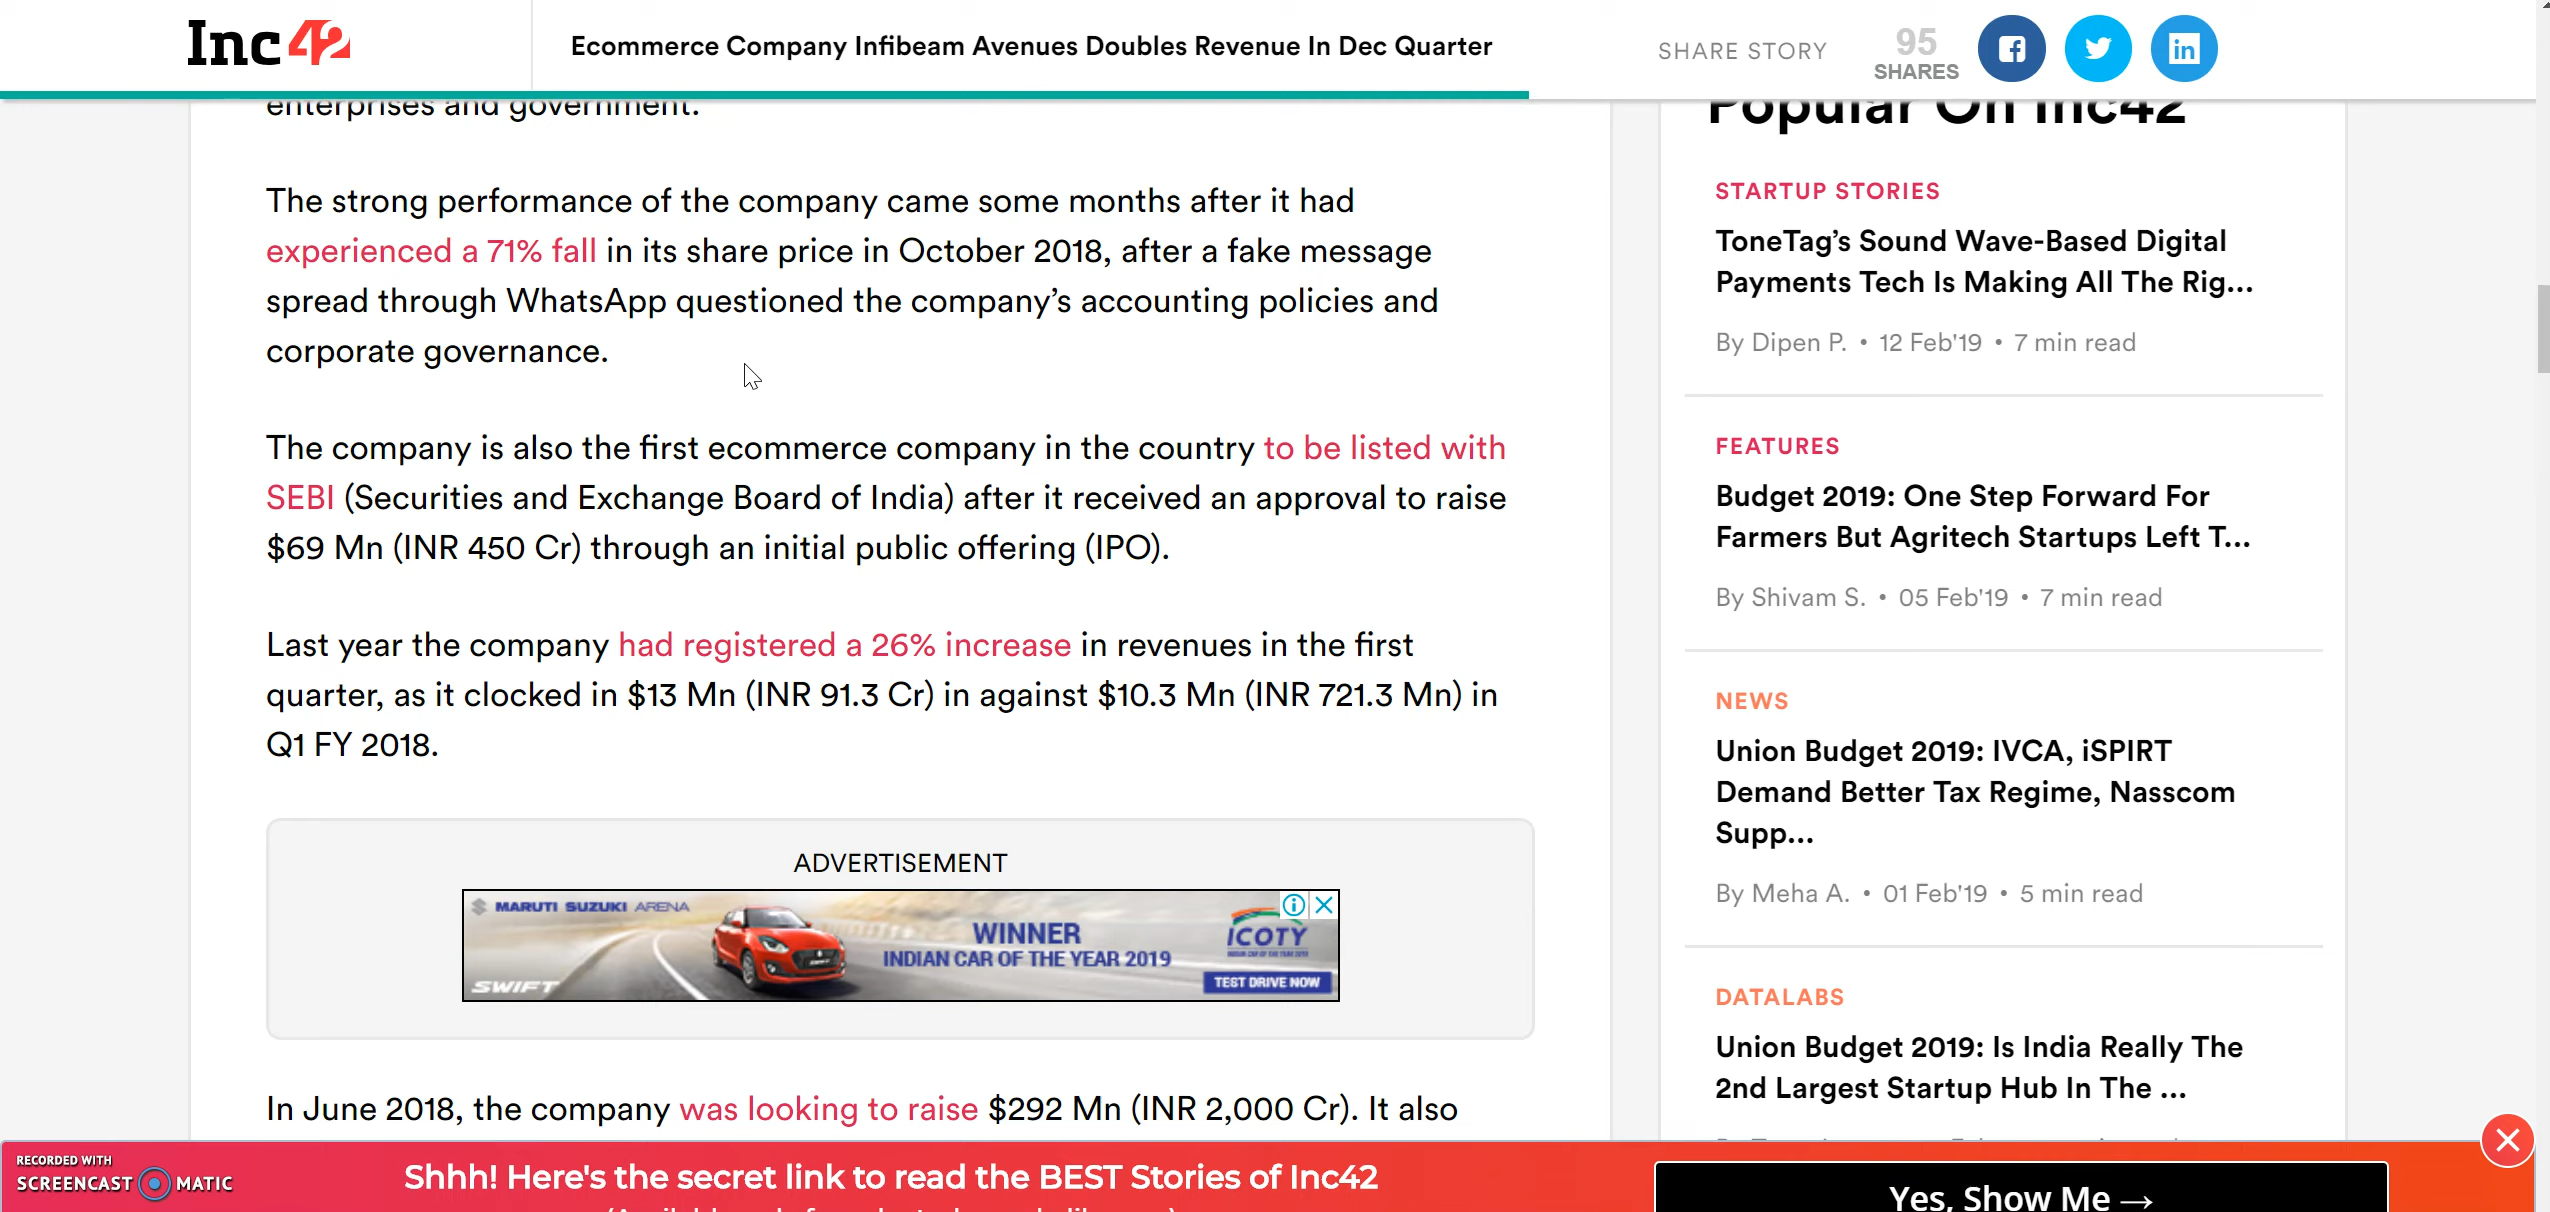 Inc42
Ecommerce Company Infibeam Avenues Doubles Revenue In Dec Quarter
SHARE STORY
95
SHARES
enterprises and government.
The strong performance of the company came some months after it had
experienced a 71% fall in its share price in October 2018, after a fake message
spread through WhatsApp questioned the company’s accounting policies and
corporate governance.
The company is also the first ecommerce company in the country to be listed with
SEBI (Securities and Exchange Board of India) after it received an approval to raise
$69 Mn (INR 450 Cr) through an initial public offering (IPO).
Last year the company had registered a 26% increase in revenues in the first
quarter, as it clocked in $13 Mn (INR 91.3 Cr) in against $10.3 Mn (INR 721.3 Mn) in
Q1 FY 2018.
ADVERTISEMENT
MARUTI SUZUKI ARENA
WINNER
INDIAN CAR OF THE YEAR 2019
SWIFT
ICOTY
INDIAN CAR OF THE YEAR 2019
TEST DRIVE NOW
In June 2018, the company was looking to raise $292 Mn (INR 2,000 Cr). It also
Popular On Inc42
STARTUP STORIES
ToneTag’s Sound Wave-Based Digital
Payments Tech Is Making All The Rig...
By Dipen P. • 12 Feb'19 • 7 min read
FEATURES
Budget 2019: One Step Forward For
Farmers But Agritech Startups Left T...
By Shivam S. • 05 Feb'19 • 7 min read
NEWS
Union Budget 2019: IVCA, iSPIRT
Demand Better Tax Regime, Nasscom
Supp...
By Meha A. • 01 Feb'19 • 5 min read
DATALABS
Union Budget 2019: Is India Really The
2nd Largest Startup Hub In The ...
RECORDED WITH
SCREENCAST MATIC
Shhh! Here's the secret link to read the BEST Stories of Inc42
Yes, Show Me →